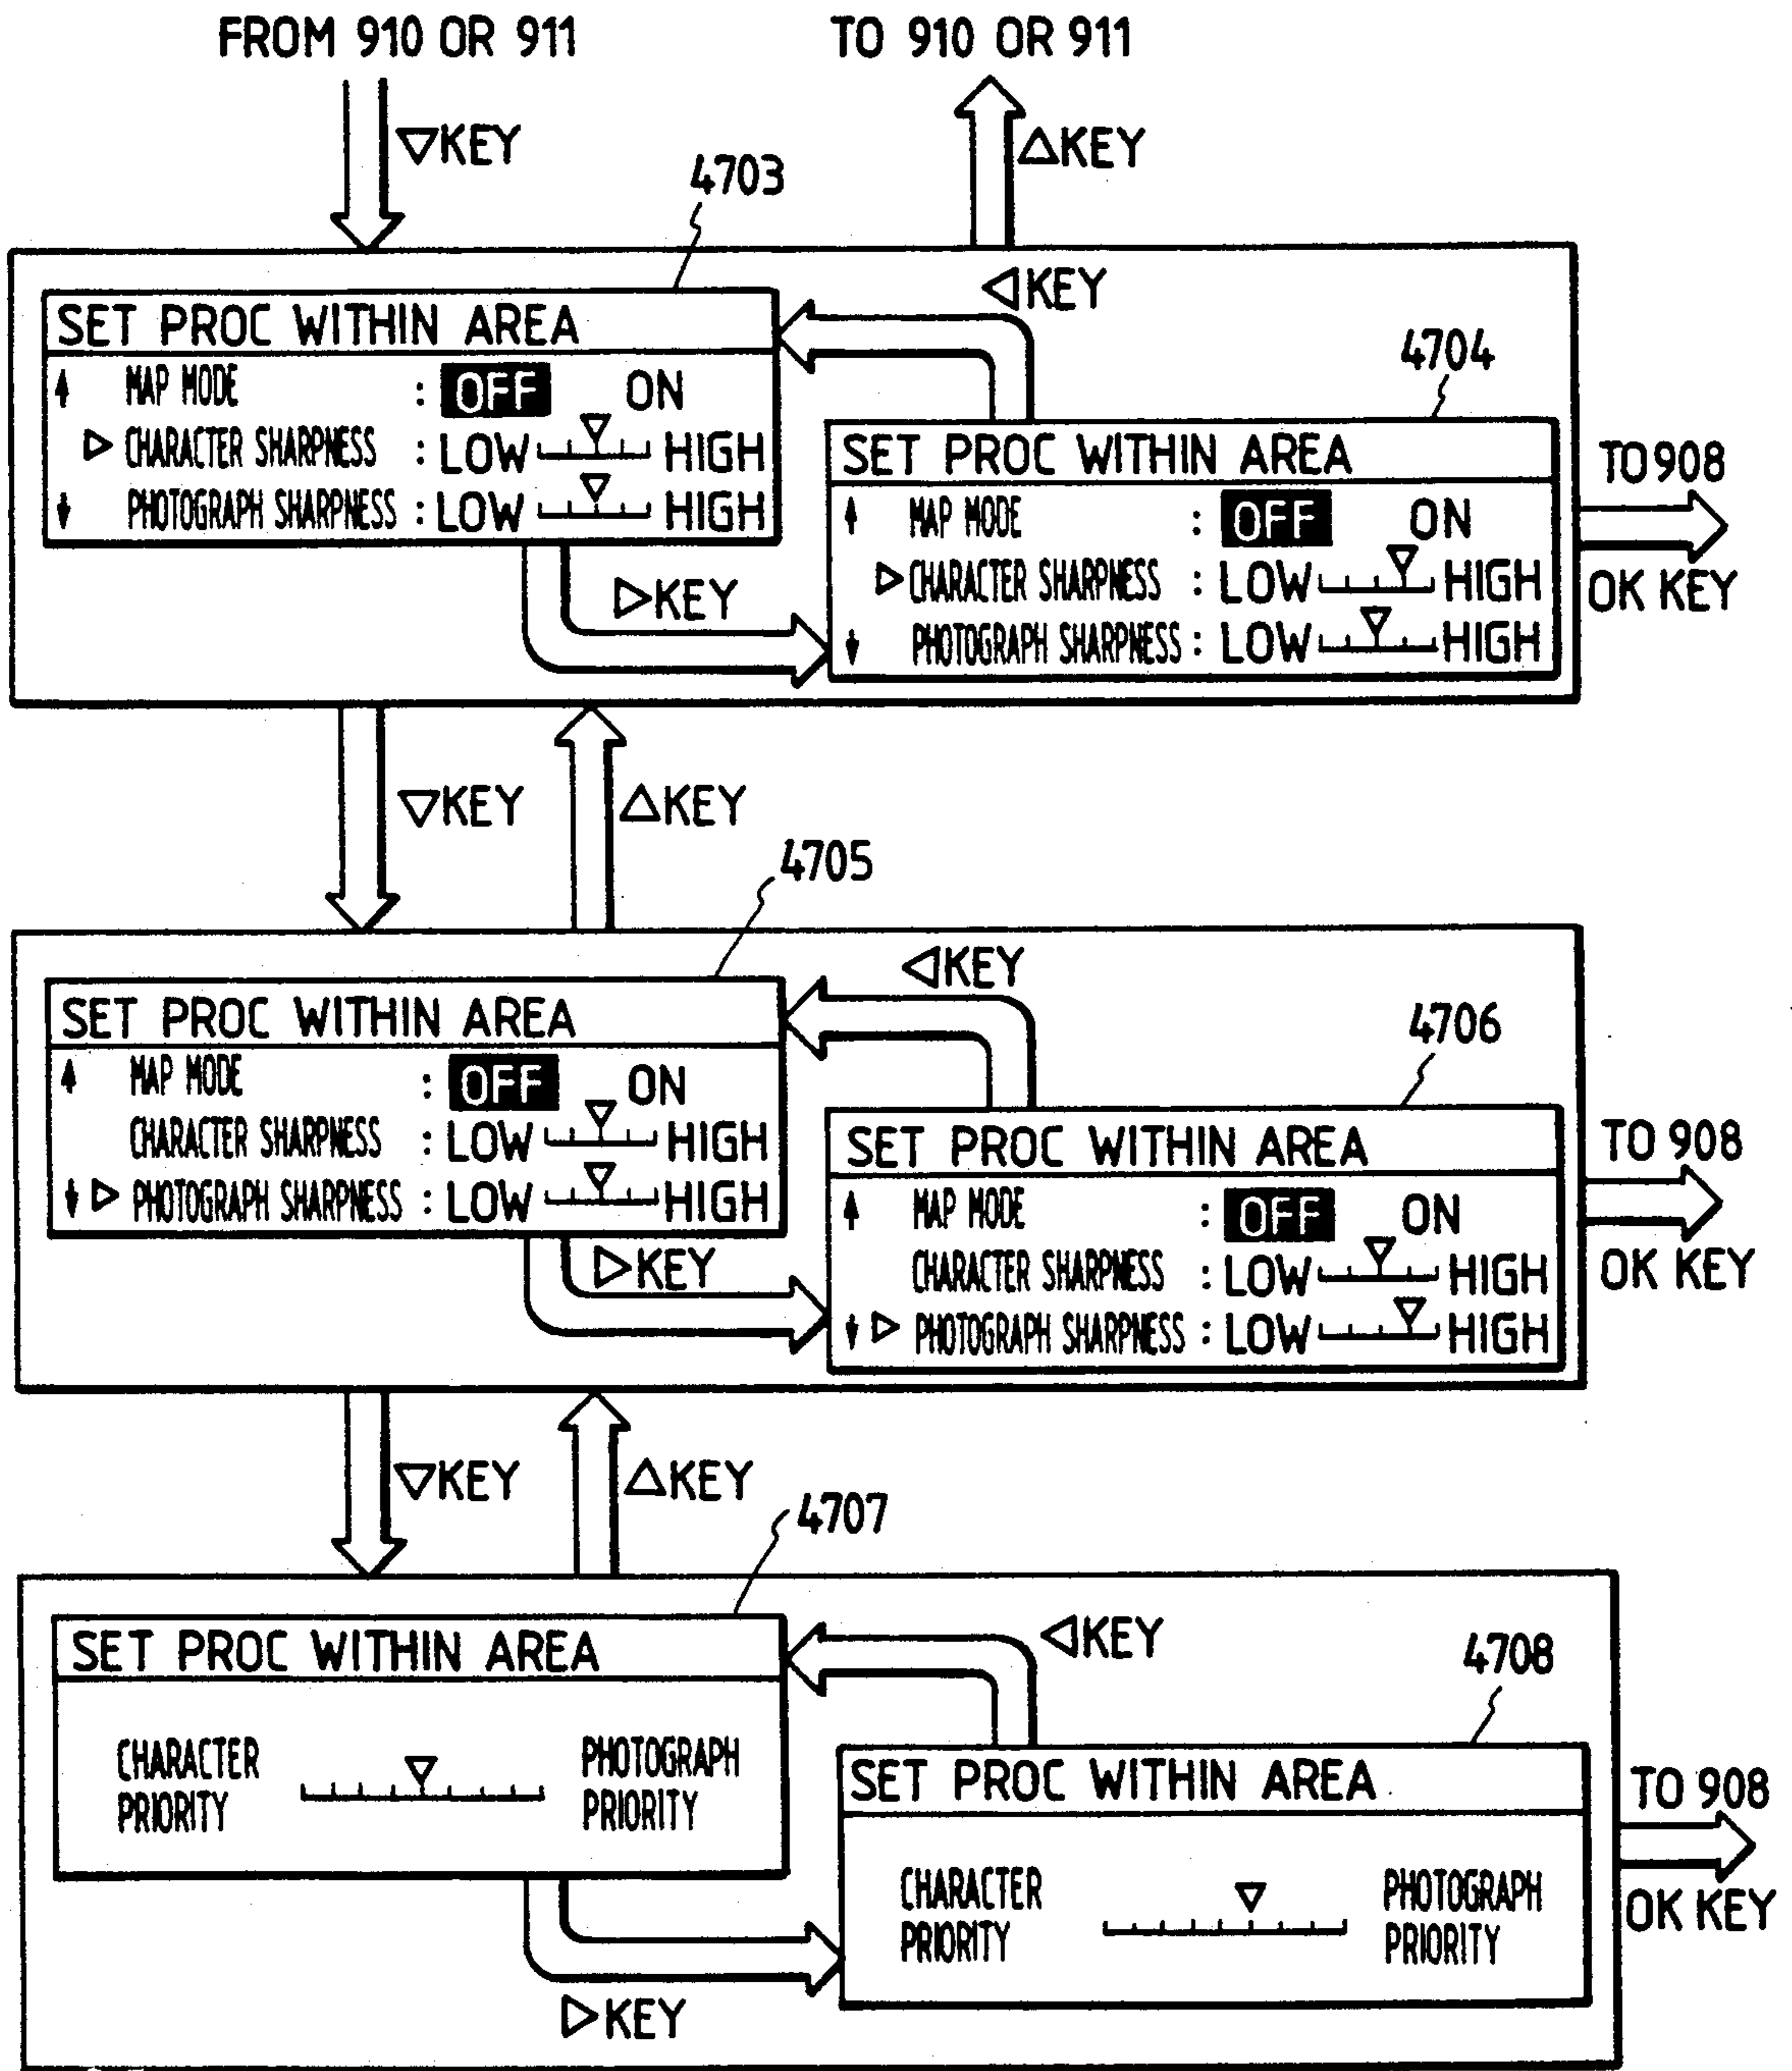 FROM 910 OR 911
TO 910 OR 911
▽KEY
△KEY
4703
◁KEY
SET PROC WITHIN AREA
↑ MAP MODE : OFF ON
▷ CHARACTER SHARPNESS : LOW HIGH
↓ PHOTOGRAPH SHARPNESS : LOW HIGH
▷KEY
4704
SET PROC WITHIN AREA
↑ MAP MODE : OFF ON
▷ CHARACTER SHARPNESS : LOW HIGH
↓ PHOTOGRAPH SHARPNESS : LOW HIGH
TO 908
OK KEY
▽KEY
△KEY
4705
◁KEY
SET PROC WITHIN AREA
↑ MAP MODE : OFF ON
CHARACTER SHARPNESS : LOW HIGH
↓ ▷ PHOTOGRAPH SHARPNESS : LOW HIGH
▷KEY
4706
SET PROC WITHIN AREA
↑ MAP MODE : OFF ON
CHARACTER SHARPNESS : LOW HIGH
↓ ▷ PHOTOGRAPH SHARPNESS : LOW HIGH
TO 908
OK KEY
▽KEY
△KEY
4707
◁KEY
SET PROC WITHIN AREA
CHARACTER PRIORITY
PHOTOGRAPH PRIORITY
▷KEY
4708
SET PROC WITHIN AREA
CHARACTER PRIORITY
PHOTOGRAPH PRIORITY
TO 908
OK KEY